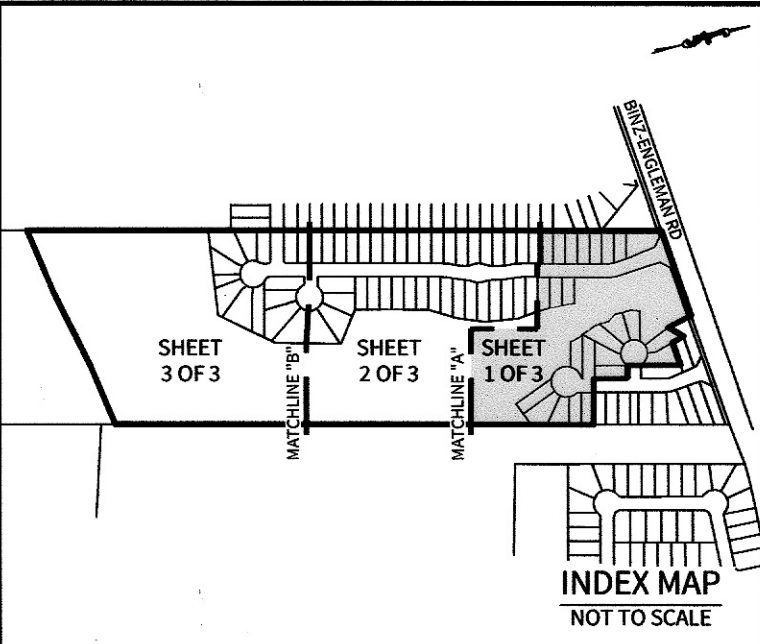 BINZ-ENGLEMAN RD
SHEET
3 OF 3
MATCHLINE "B"
SHEET
2 OF 3
MATCHLINE "A"
SHEET
1 OF 3
INDEX MAP
NOT TO SCALE